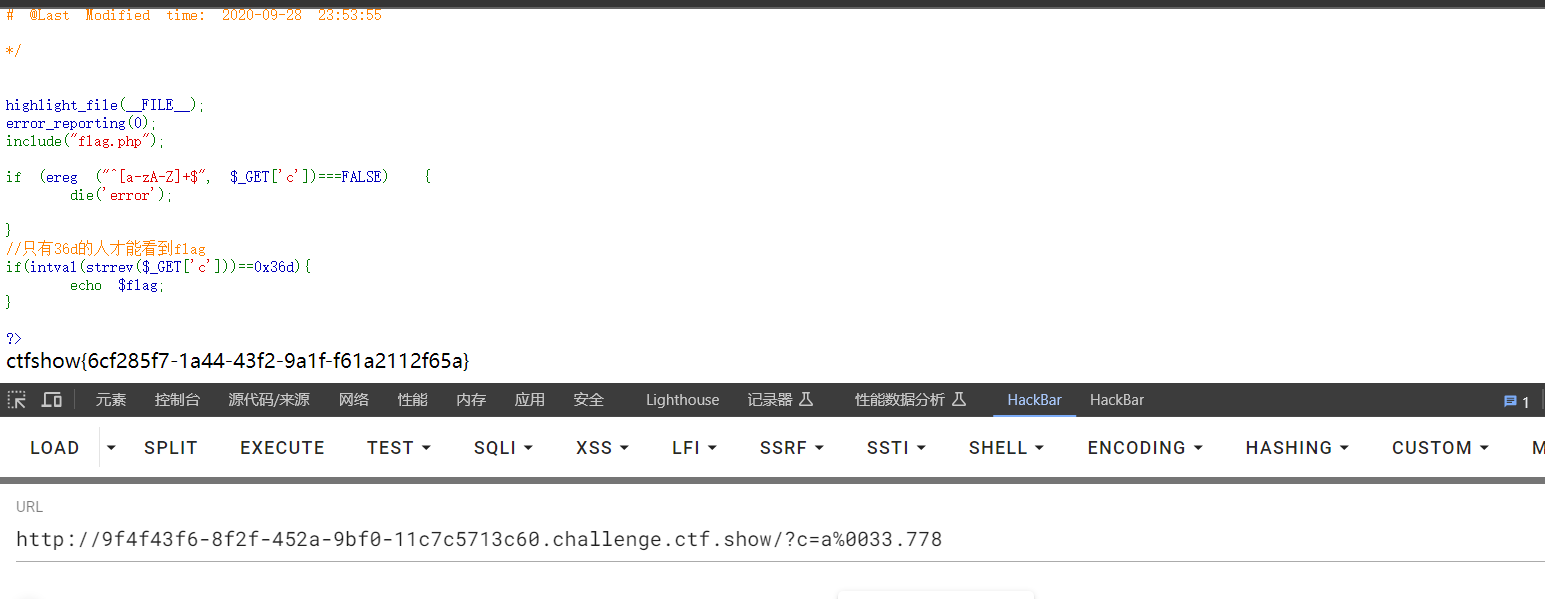 # @Last Modified time: 2020-09-28 23:53:55
*/
highlight_file(__FILE__);
error_reporting(0);
include("flag.php");
if (ereg ("^[a-zA-Z]+$", $_GET['c'])===FALSE) {
die('error');
}
//只有36d的人才能看到flag
if(intval(strrev($_GET['c']))==0x36d){
echo $flag;
}
?>
ctfshow{6cf285f7-1a44-43f2-9a1f-f61a2112f65a}
元素 控制台 源代码/来源 网络 性能 内存 应用 安全 Lighthouse 记录器 性能数据分析 HackBar HackBar 1
LOAD SPLIT EXECUTE TEST SQLI XSS LFI SSRF SSTI SHELL ENCODING HASHING CUSTOM
URL
http://9f4f43f6-8f2f-452a-9bf0-11c7c5713c60.challenge.ctf.show/?c=a%0033.778